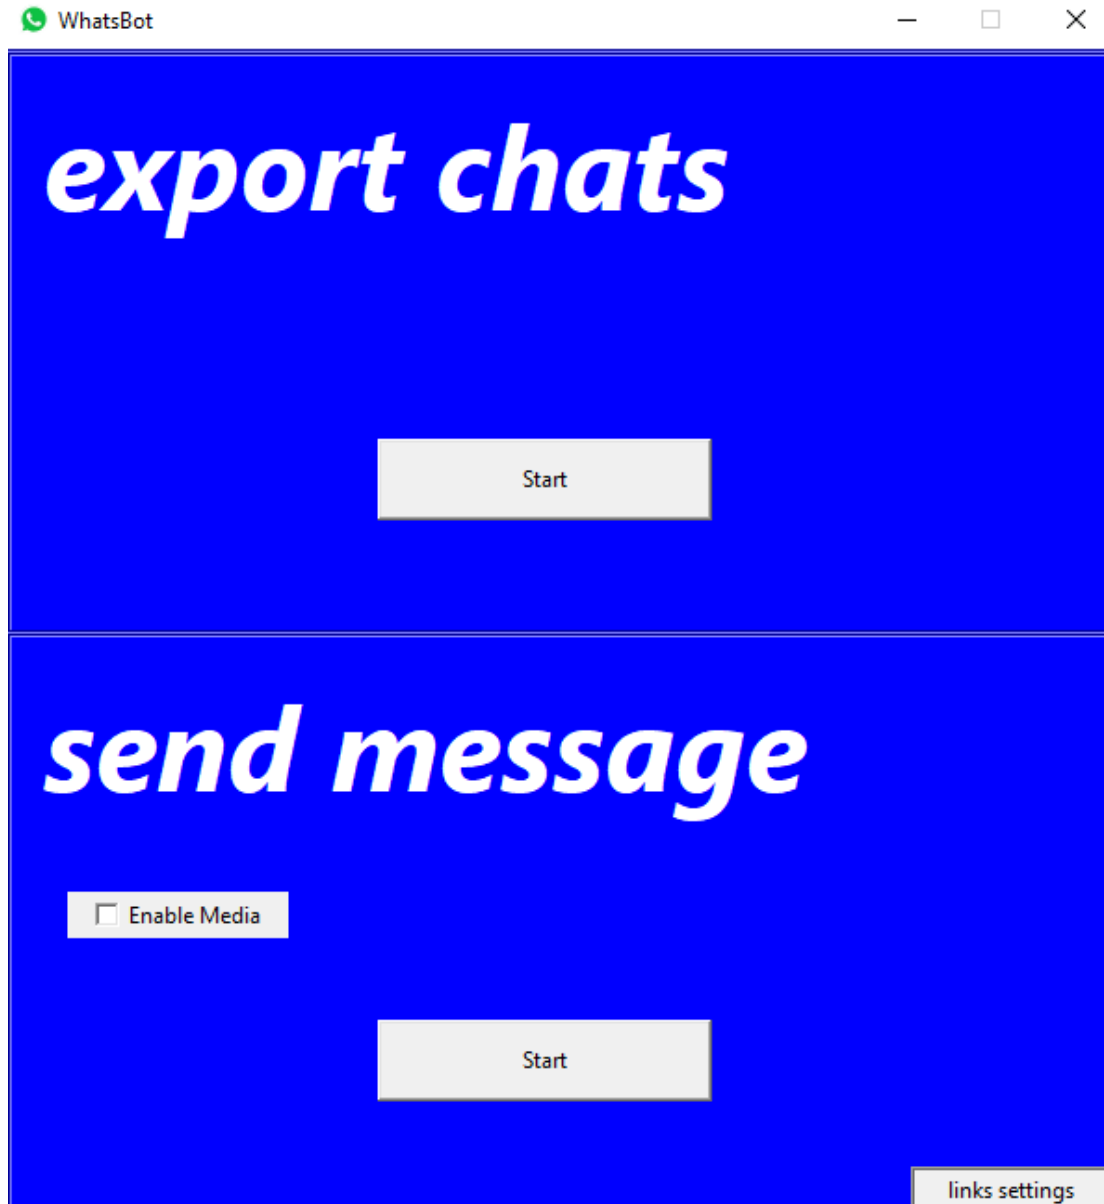 WhatsBot
export chats
Start
send message
Enable Media
Start
links settings